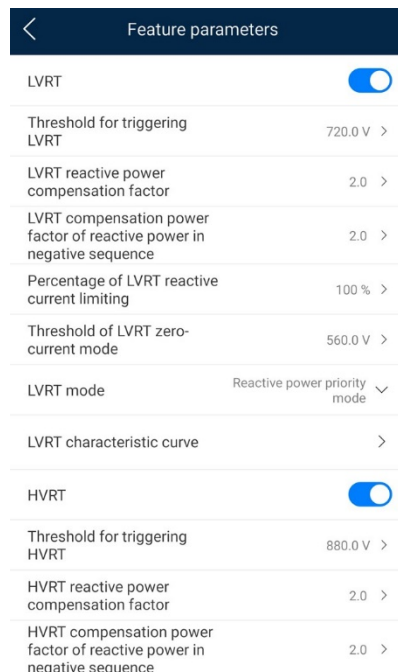 Feature parameters
LVRT
Threshold for triggering
LVRT
720.0 V
LVRT reactive power
compensation factor
2.0
LVRT compensation power
factor of reactive power in
negative sequence
2.0
Percentage of LVRT reactive
current limiting
100 %
Threshold of LVRT zero-
current mode
560.0 V
LVRT mode
Reactive power priority
mode
LVRT characteristic curve
HVRT
Threshold for triggering
HVRT
880.0 V
HVRT reactive power
compensation factor
2.0
HVRT compensation power
factor of reactive power in
negative sequence
2.0